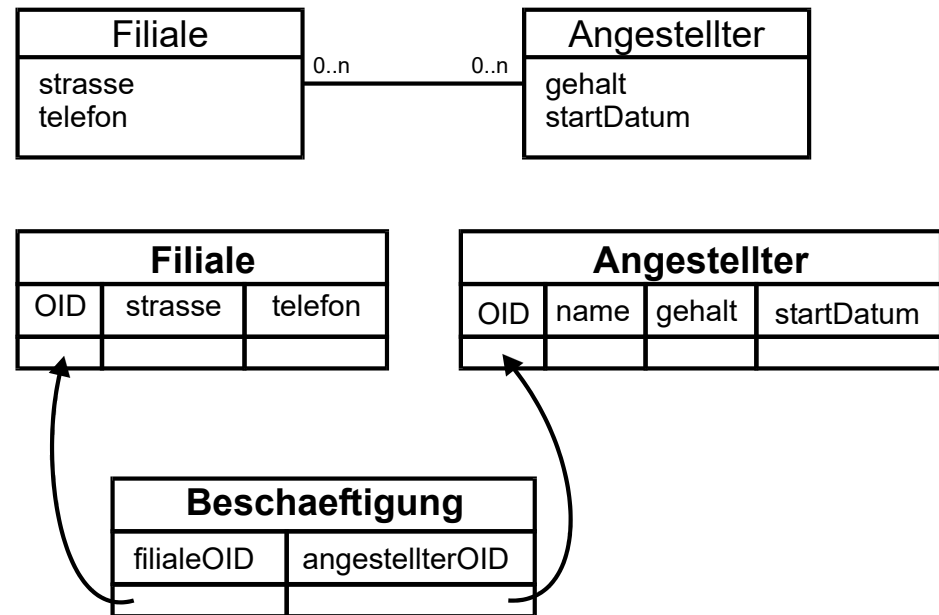 Filiale
Angestellter
0..n
0..n
strasse
telefon
gehalt
startDatum
Filiale
Angestellter
OID strasse telefon
OID name gehalt startDatum
Beschaeftigung
filialeOID angestellterOID